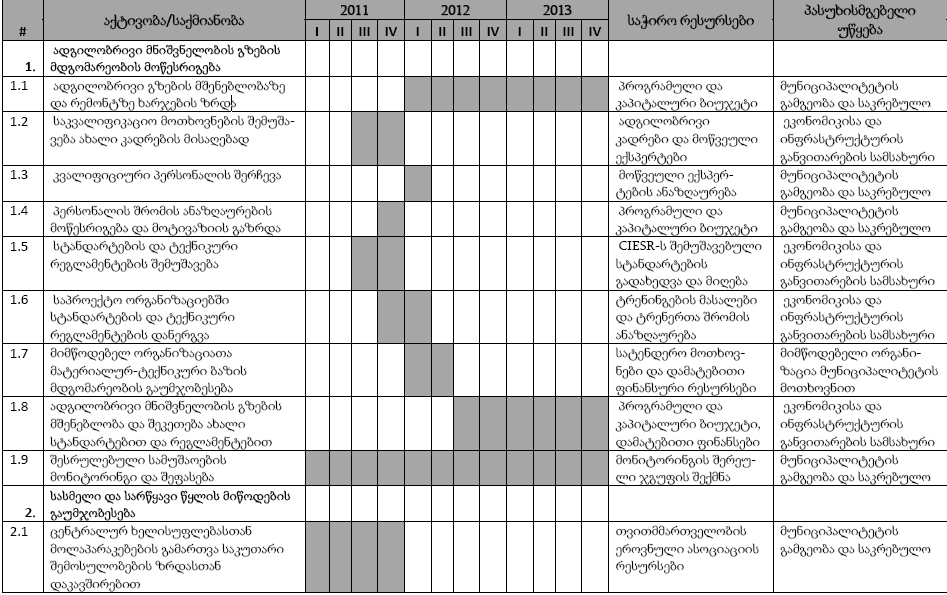 # აქტივობა/საქმიანობა 2011 2012 2013 საჭირო რესურსები პასუხისმგებელი
უწყება
I II III IV I II III IV I II III IV
1. ადგილობრივი მნიშვნელობის გზების
მდგომარეობის მოწესრიგება
1.1 ადგილობრივი გზების მშენებლობაზე
და რემონტზე ხარჯების ზრდა
პროგრამული და
კაპიტალური ბიუჯეტი
მუნიციპალიტეტის
გამგეობა და საკრებულო
1.2 საკვალიფიკაციო მოთხოვნების შემუშა-
ვება ახალი კადრების მისაღებად
ადგილობრივი
კადრები და მოწვეული
ექსპერტები
ეკონომიკისა და
ინფრასტრუქტურის
განვითარების სამსახური
1.3 კვალიფიციური პერსონალის შერჩევა
მოწვეული ექსპერ-
ტების ანაზღაურება
მუნიციპალიტეტის
გამგეობა და საკრებულო
1.4 პერსონალის შრომის ანაზღაურების
მოწესრიგება და მოტივაზიის გაზრდა
პროგრამული და
კაპიტალური ბიუჯეტი
მუნიციპალიტეტის
გამგეობა და საკრებულო
1.5 სტანდარტების და ტექნიკური
რეგლამენტების შემუშავება
CIESR-ს შემუშავებული
სტანდარტების
გადახედვა და მიღება
ეკონომიკისა და
ინფრასტრუქტურის
განვითარების სამსახური
1.6 საპროექტო ორგანიზაციებში
სტანდარტების და ტექნიკური
რეგლამენტების დანერგვა
ტრენინგების მასალები
და ტრენერთა შრომის
ანაზღაურება
ეკონომიკისა და
ინფრასტრუქტურის
განვითარების სამსახური
1.7 მიმწოდებელ ორგანიზაციათა
მატერიალურ-ტექნიკური ბაზის
მდგომარეობის გაუმჯობესება
სატენდერო მოთხოვ-
ნები და დამატებითი
ფინანსური რესურსები
მიმწოდებელი ორგანი-
ზაცია მუნიციპალიტეტის
მოთხოვნით
1.8 ადგილობრივი მნიშვნელობის გზების
მშენებლობა და შეკეთება ახალი
სტანდარტებით და რეგლამენტებით
პროგრამული და
კაპიტალური ბიუჯეტი,
დამატებითი ფინანსები
ეკონომიკისა და
ინფრასტრუქტურის
განვითარების სამსახური
1.9 შესრულებული სამუშაოების
მონიტორინგი და შეფასება
მონიტორინგის შერეუ-
ლი ჯგუფის შექმნა
მუნიციპალიტეტის
გამგეობა და საკრებულო
2. სასმელი და სარწყავი წყლის მიწოდების
გაუმჯობესება
2.1 ცენტრალურ ხელისუფლებასთან
მოლაპარაკებების გამართვა საკუთარი
შემოსულობების ზრდასთან
დაკავშირებით
თვითმმართველობის
ეროვნული ასოციაციის
რესურსები
მუნიციპალიტეტის
გამგეობა და საკრებულო